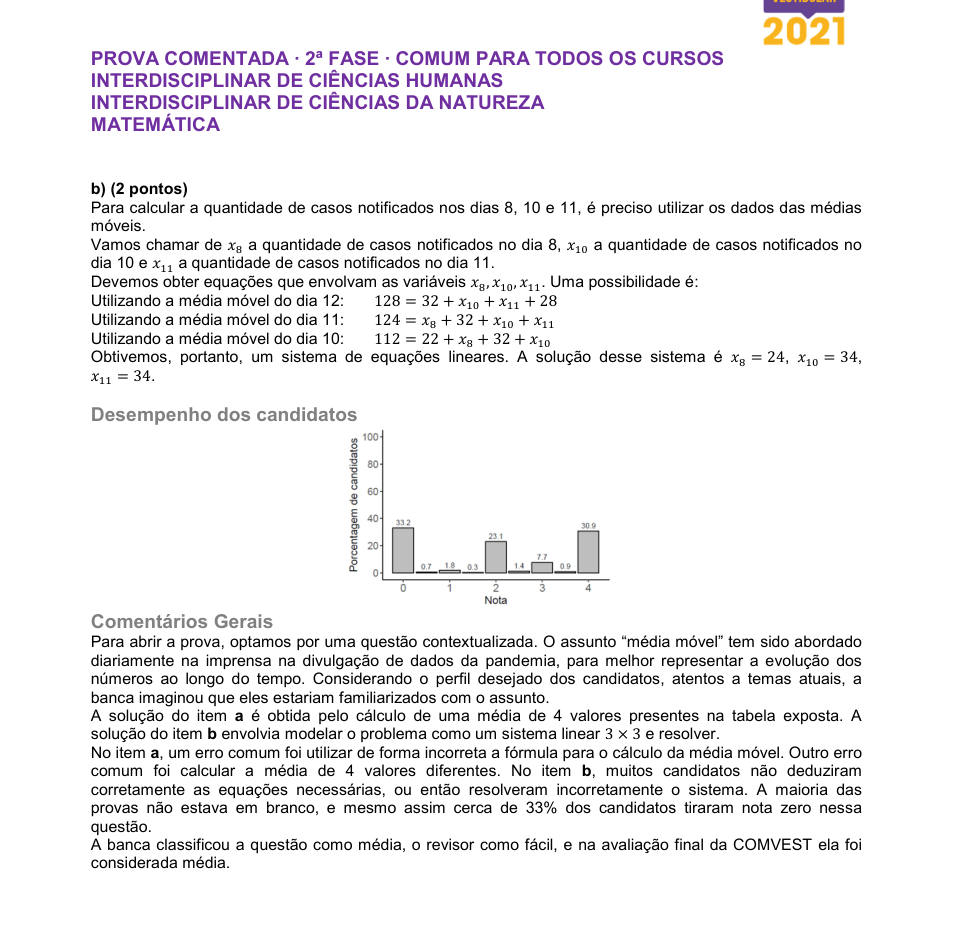 VESTIBULAR
2021
PROVA COMENTADA · 2ª FASE · COMUM PARA TODOS OS CURSOS
INTERDISCIPLINAR DE CIÊNCIAS HUMANAS
INTERDISCIPLINAR DE CIÊNCIAS DA NATUREZA
MATEMÁTICA
b) (2 pontos)
Para calcular a quantidade de casos notificados nos dias 8, 10 e 11, é preciso utilizar os dados das médias
móveis.
Vamos chamar de x₈ a quantidade de casos notificados no dia 8, x₁₀ a quantidade de casos notificados no
dia 10 e x₁₁ a quantidade de casos notificados no dia 11.
Devemos obter equações que envolvam as variáveis x₈, x₁₀, x₁₁. Uma possibilidade é:
Utilizando a média móvel do dia 12: 128 = 32 + x₁₀ + x₁₁ + 28
Utilizando a média móvel do dia 11: 124 = x₈ + 32 + x₁₀ + x₁₁
Utilizando a média móvel do dia 10: 112 = 22 + x₈ + 32 + x₁₀
Obtivemos, portanto, um sistema de equações lineares. A solução desse sistema é x₈ = 24, x₁₀ = 34,
x₁₁ = 34.
Desempenho dos candidatos
Porcentagem de candidatos
100
80
60
40
20
0
33.2
0.7
1.8
0.3
23.1
1.4
7.7
0.9
30.9
0 1 2 3 4
Nota
Comentários Gerais
Para abrir a prova, optamos por uma questão contextualizada. O assunto “média móvel” tem sido abordado
diariamente na imprensa na divulgação de dados da pandemia, para melhor representar a evolução dos
números ao longo do tempo. Considerando o perfil desejado dos candidatos, atentos a temas atuais, a
banca imaginou que eles estariam familiarizados com o assunto.
A solução do item a é obtida pelo cálculo de uma média de 4 valores presentes na tabela exposta. A
solução do item b envolvia modelar o problema como um sistema linear 3 × 3 e resolver.
No item a, um erro comum foi utilizar de forma incorreta a fórmula para o cálculo da média móvel. Outro erro
comum foi calcular a média de 4 valores diferentes. No item b, muitos candidatos não deduziram
corretamente as equações necessárias, ou então resolveram incorretamente o sistema. A maioria das
provas não estava em branco, e mesmo assim cerca de 33% dos candidatos tiraram nota zero nessa
questão.
A banca classificou a questão como média, o revisor como fácil, e na avaliação final da COMVEST ela foi
considerada média.